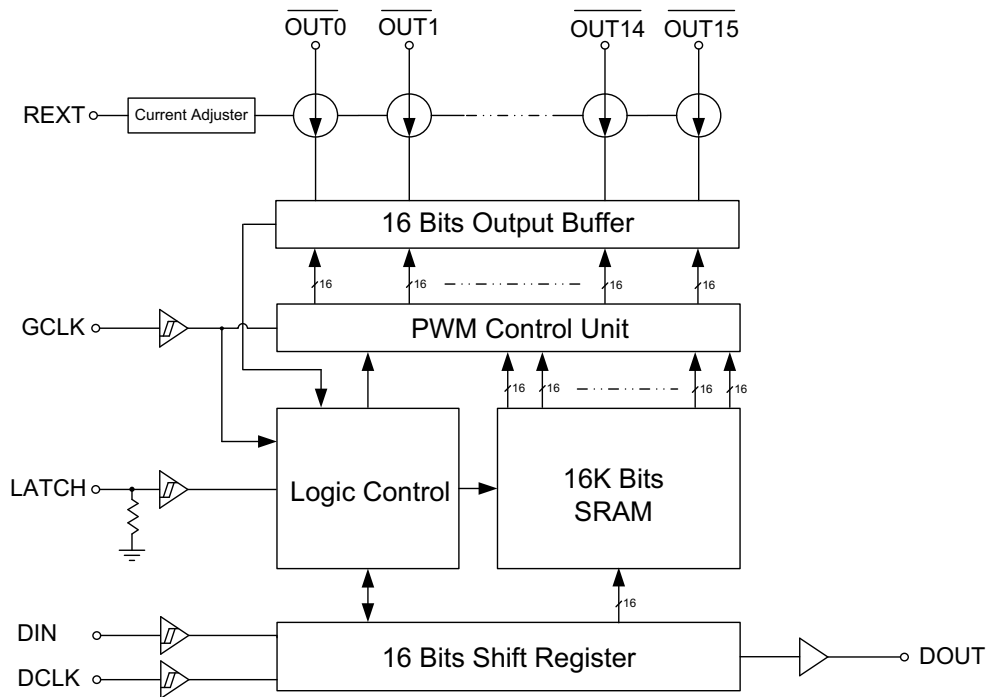 OUT0 OUT1 OUT14 OUT15
REXT
Current Adjuster
16 Bits Output Buffer
16 16 16 16
GCLK
PWM Control Unit
16 16 16 16
LATCH
Logic Control
16K Bits
SRAM
16
DIN
DCLK
16 Bits Shift Register
DOUT